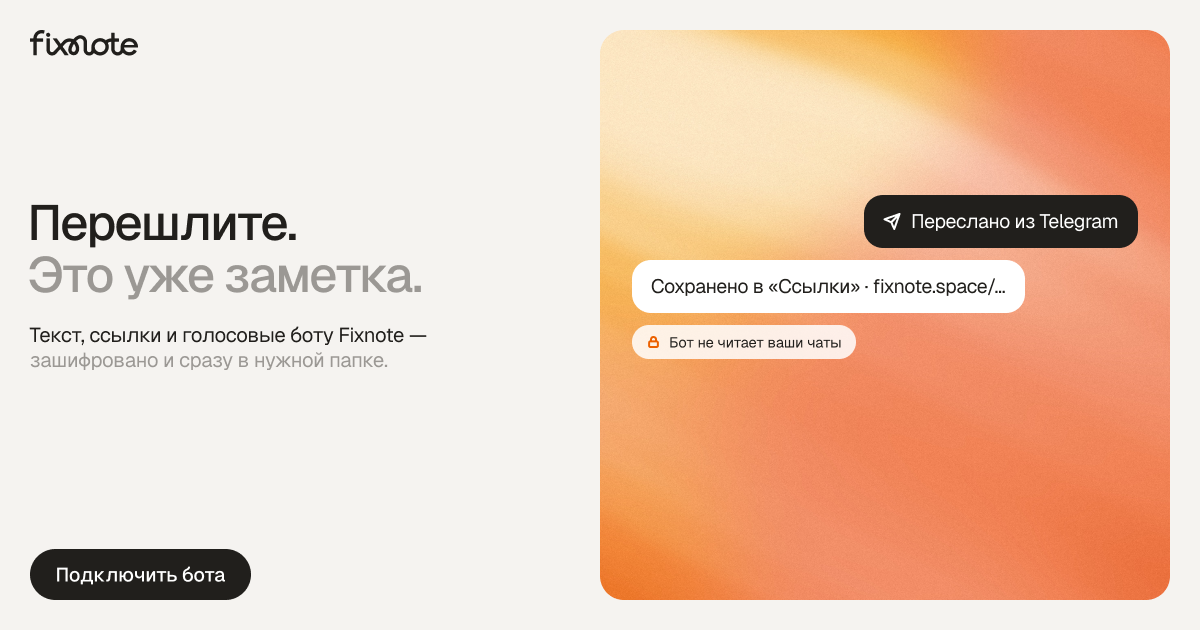 fixnote
Перешлите.
Это уже заметка.
Текст, ссылки и голосовые боту Fixnote —
зашифровано и сразу в нужной папке.
Подключить бота
Переслано из Telegram
Сохранено в «Ссылки» · fixnote.space/...
Бот не читает ваши чаты